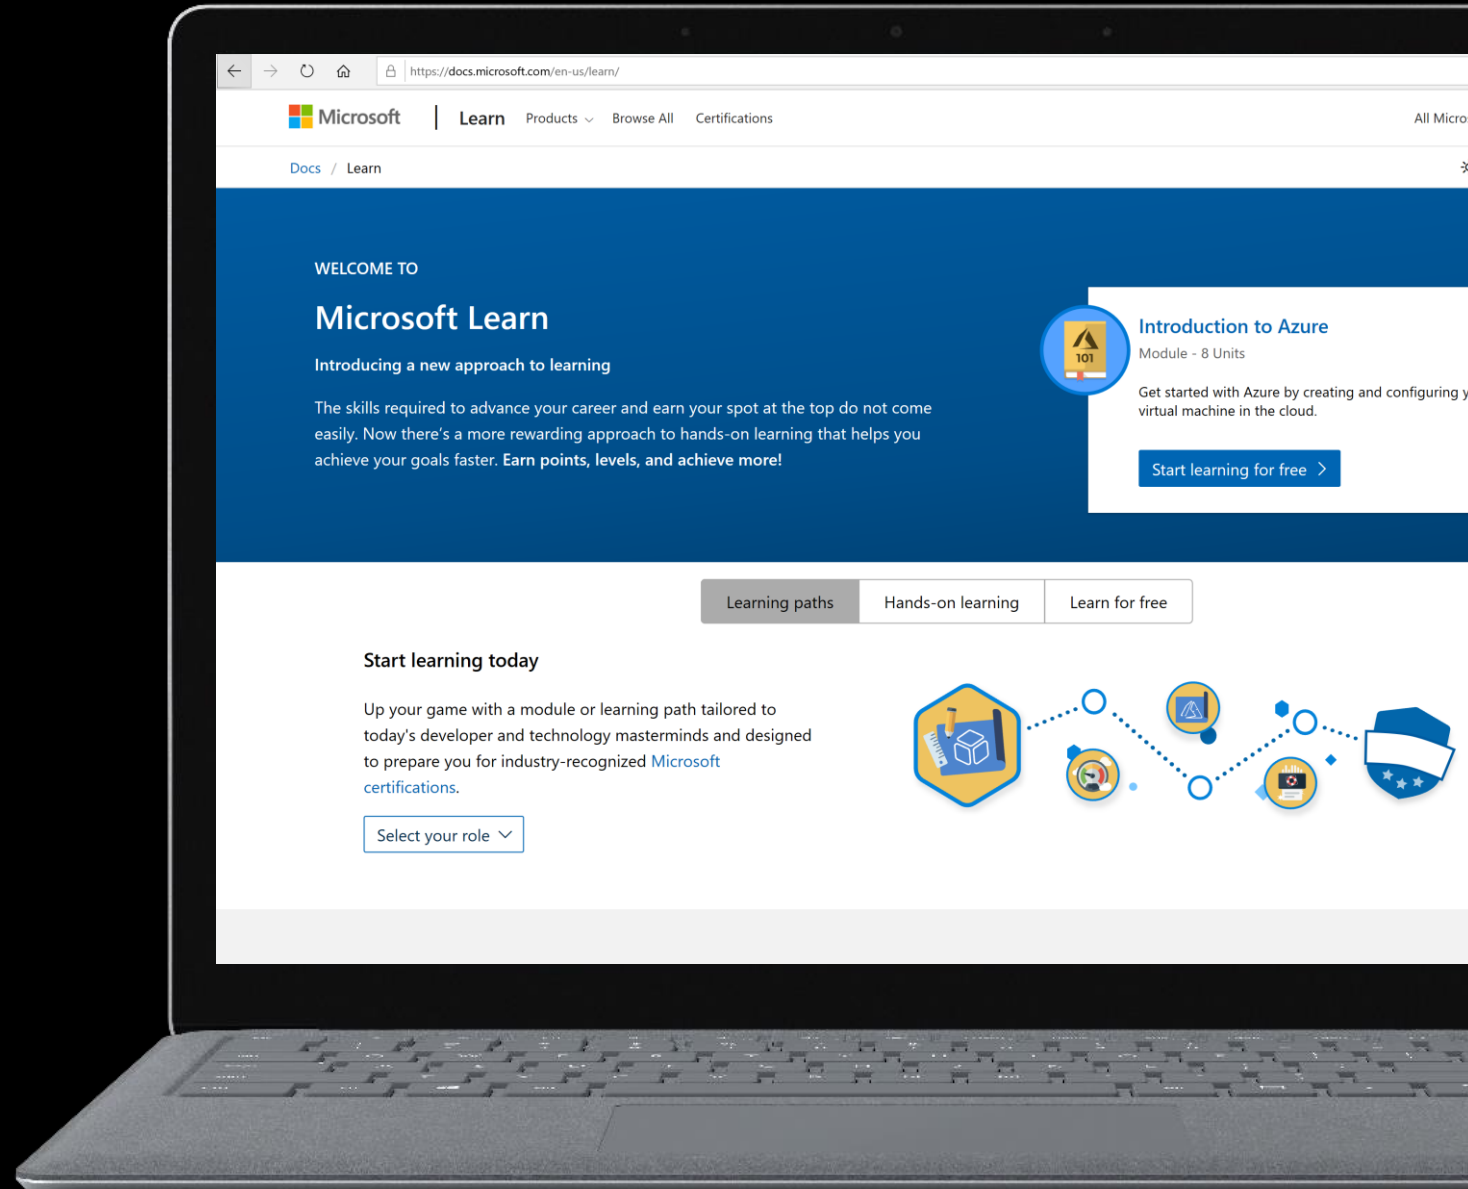 https://docs.microsoft.com/en-us/learn/
Microsoft Learn Products Browse All Certifications All Micro
Docs / Learn
WELCOME TO
Microsoft Learn
Introducing a new approach to learning
The skills required to advance your career and earn your spot at the top do not come
easily. Now there's a more rewarding approach to hands-on learning that helps you
achieve your goals faster. Earn points, levels, and achieve more!
101
Introduction to Azure
Module - 8 Units
Get started with Azure by creating and configuring
virtual machine in the cloud.
Start learning for free
Learning paths Hands-on learning Learn for free
Start learning today
Up your game with a module or learning path tailored to
today's developer and technology masterminds and designed
to prepare you for industry-recognized Microsoft
certifications.
Select your role